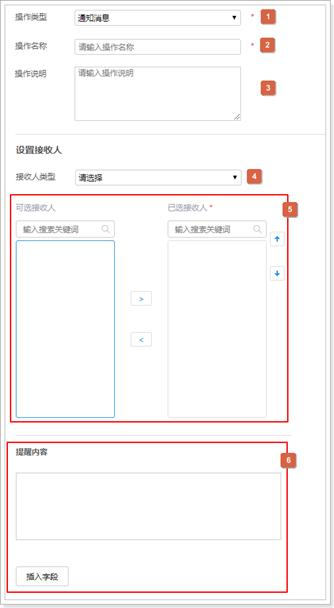 操作类型 通知消息 * 1
操作名称 请输入操作名称 * 2
操作说明 请输入操作说明 3
设置接收人
接收人类型 请选择 4
可选接收人 已选接收人 * 5
输入搜索关键词 输入搜索关键词
>
<
提醒内容 6
插入字段